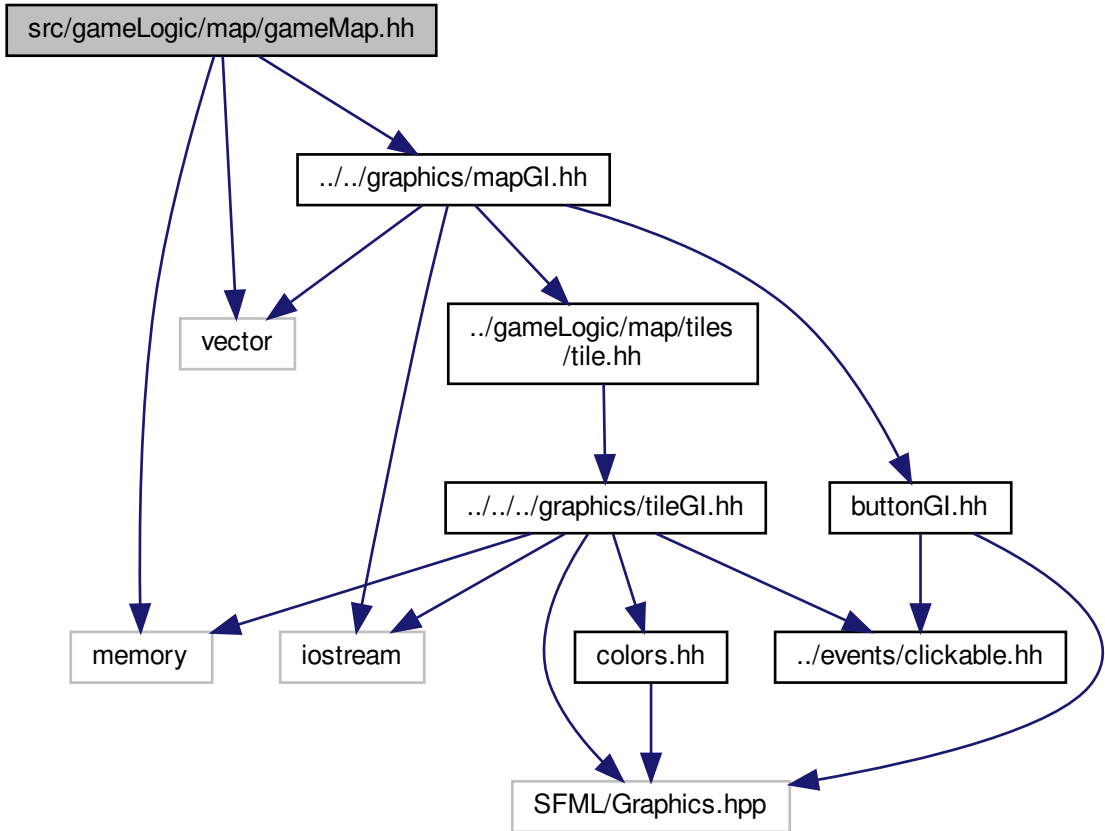 src/gameLogic/map/gameMap.hh
../../graphics/mapGI.hh
vector
../gameLogic/map/tiles
/tile.hh
../../../graphics/tileGI.hh
buttonGI.hh
memory
iostream
colors.hh
../events/clickable.hh
SFML/Graphics.hpp